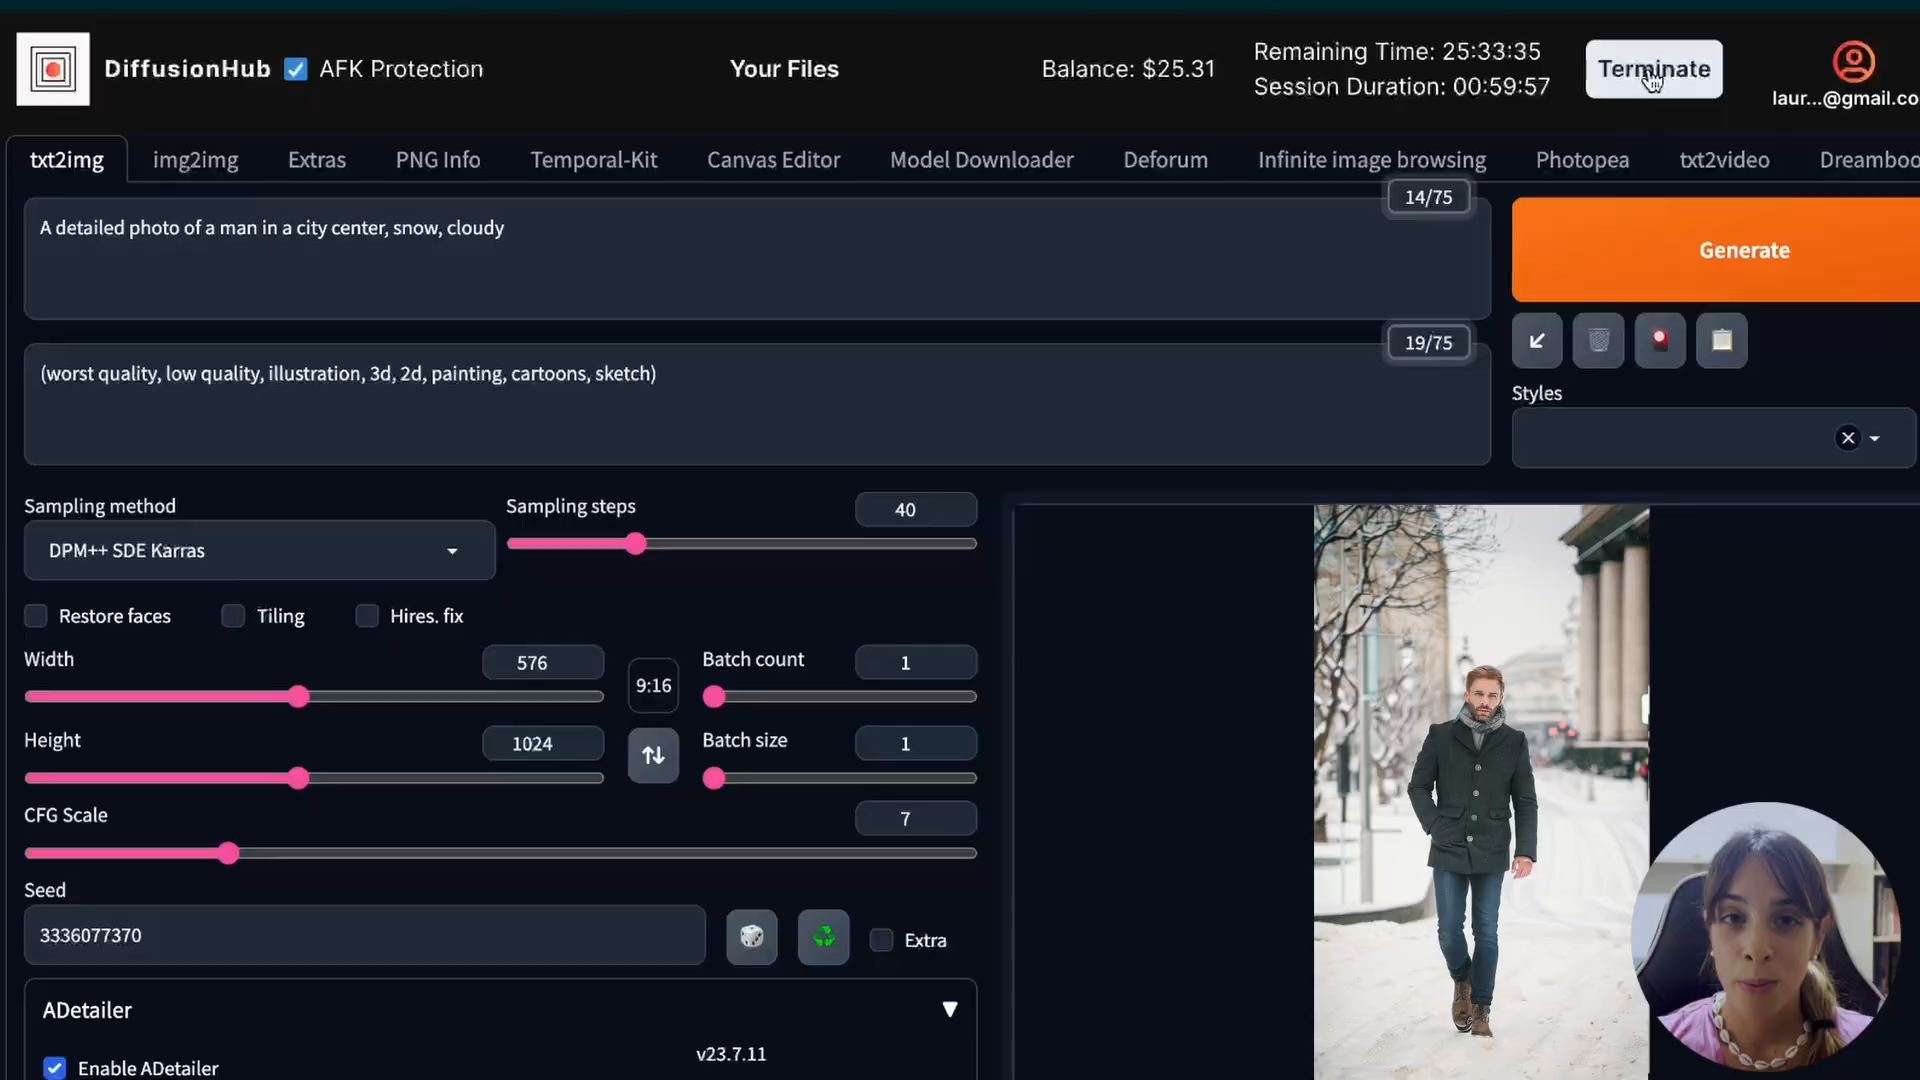 DiffusionHub
AFK Protection
Your Files
Balance: $25.31
Remaining Time: 25:33:35
Session Duration: 00:59:57
Terminate
laur...@gmail.co
txt2img
img2img
Extras
PNG Info
Temporal-Kit
Canvas Editor
Model Downloader
Deforum
Infinite image browsing
Photopea
txt2video
Dreamboo
14/75
A detailed photo of a man in a city center, snow, cloudy
Generate
19/75
(worst quality, low quality, illustration, 3d, 2d, painting, cartoons, sketch)
Styles
Sampling method
DPM++ SDE Karras
Sampling steps
40
Restore faces
Tiling
Hires. fix
Width
576
9:16
Batch count
1
Height
1024
Batch size
1
CFG Scale
7
Seed
3336077370
Extra
ADetailer
v23.7.11
Enable ADetailer